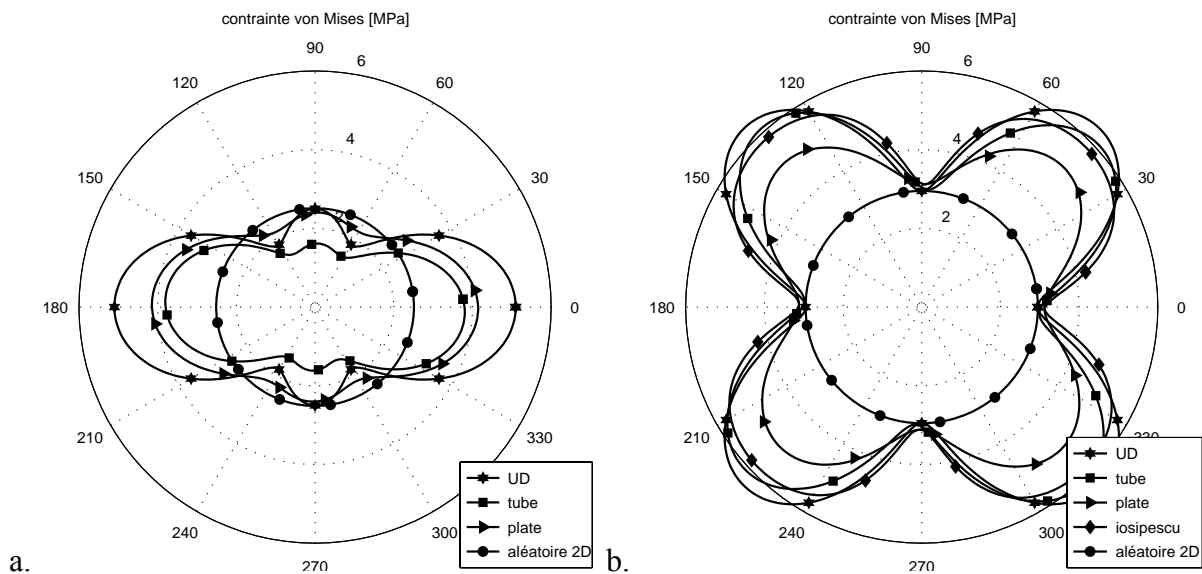 contrainte von Mises [MPa]
90
120
60
6
4
2
150
30
180
0
210
330
240
300
270
UD
tube
plate
aléatoire 2D
a.
contrainte von Mises [MPa]
90
120
60
6
4
2
150
30
180
0
210
330
240
300
270
UD
tube
plate
iosipescu
aléatoire 2D
b.